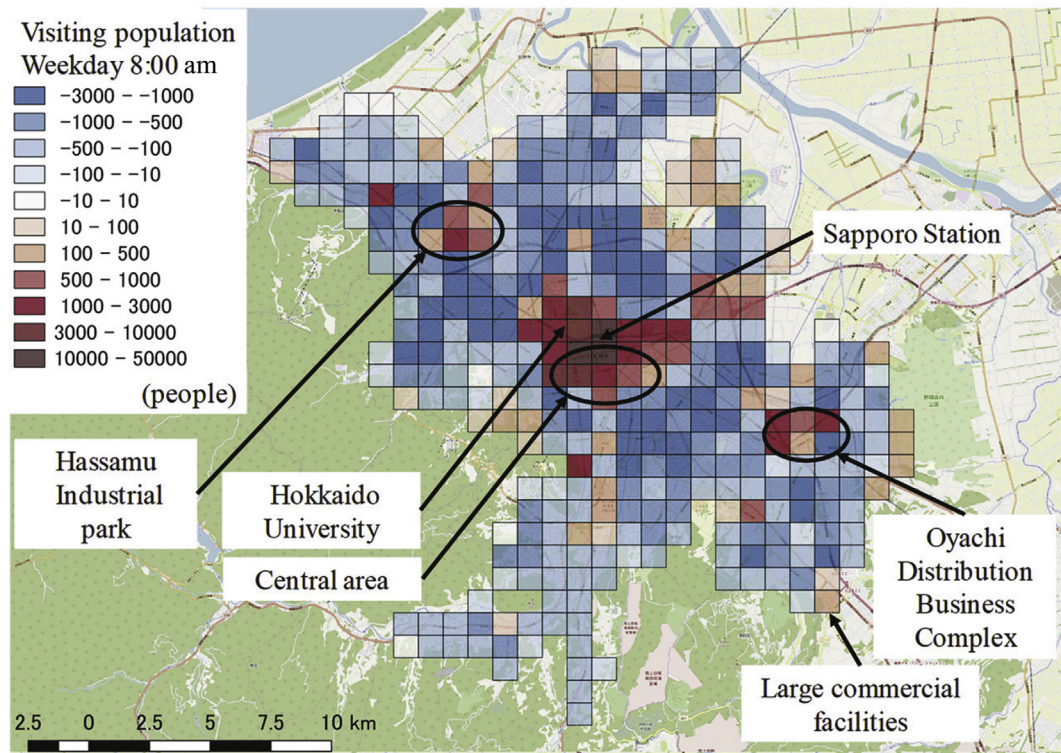 Visiting population
Weekday 8:00 am
-3000 - -1000
-1000 - -500
-500 - -100
-100 - -10
-10 - 10
10 - 100
100 - 500
500 - 1000
1000 - 3000
3000 - 10000
10000 - 50000
(people)
Sapporo Station
Hassamu
Industrial
park
Hokkaido
University
Central area
Oyachi
Distribution
Business
Complex
Large commercial
facilities
2.5 0 2.5 5 7.5 10 km